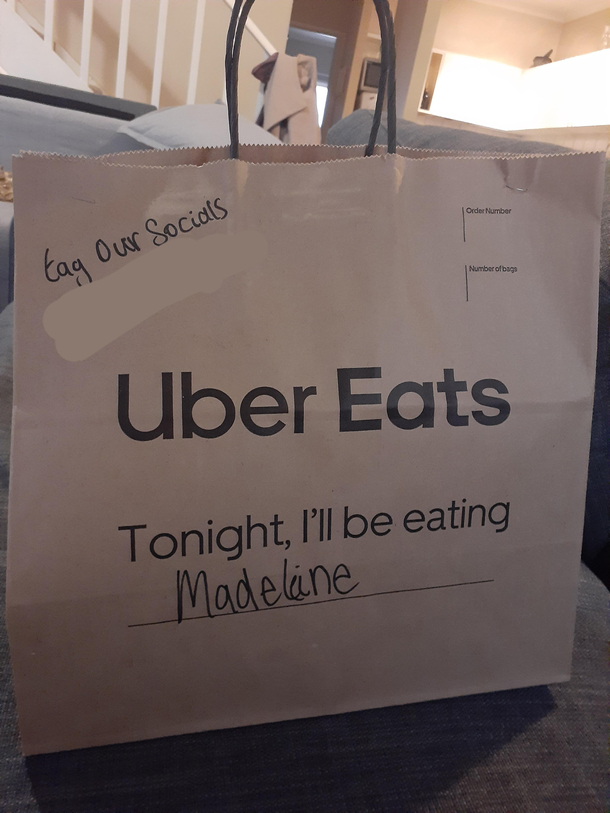 tag Our Socials
Order Number
Number of bags
Uber Eats
Tonight, I'll be eating
Madeline